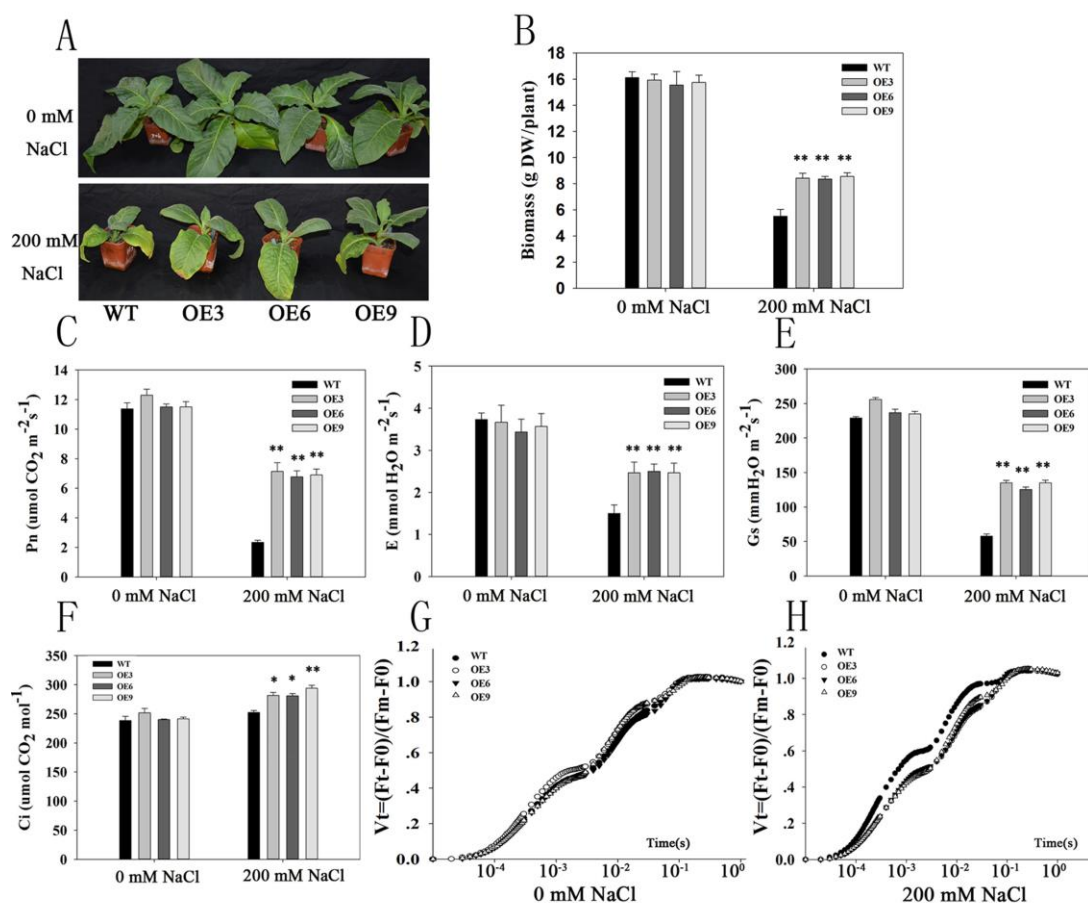 A
0 mM
NaCl
200 mM
NaCl
WT OE3 OE6 OE9
B
Biomass (g DW/plant)
18
16
14
12
10
8
6
4
2
0
WT
OE3
OE6
OE9
** ** **
0 mM NaCl 200 mM NaCl
C
Pn (umol CO2 m-2s-1)
14
12
10
8
6
4
2
0
WT
OE3
OE6
OE9
** ** **
0 mM NaCl 200 mM NaCl
D
E (mmol H2O m-2s-1)
5
4
3
2
1
0
WT
OE3
OE6
OE9
** ** **
0 mM NaCl 200 mM NaCl
E
Gs (mmH2O m-2s-1)
300
250
200
150
100
50
0
WT
OE3
OE6
OE9
** ** **
0 mM NaCl 200 mM NaCl
F
Ci (umol CO2 mol-1)
350
300
250
200
150
100
50
0
WT
OE3
OE6
OE9
* * **
0 mM NaCl 200 mM NaCl
G
Vt=(Ft-F0)/(Fm-F0)
1.2
1.0
.8
.6
.4
.2
0.0
WT
OE3
OE6
OE9
Time(s)
10-4 10-3 10-2 10-1 100
0 mM NaCl
H
Vt=(Ft-F0)/(Fm-F0)
1.2
1.0
.8
.6
.4
.2
0.0
WT
OE3
OE6
OE9
Time(s)
10-4 10-3 10-2 10-1 100
200 mM NaCl